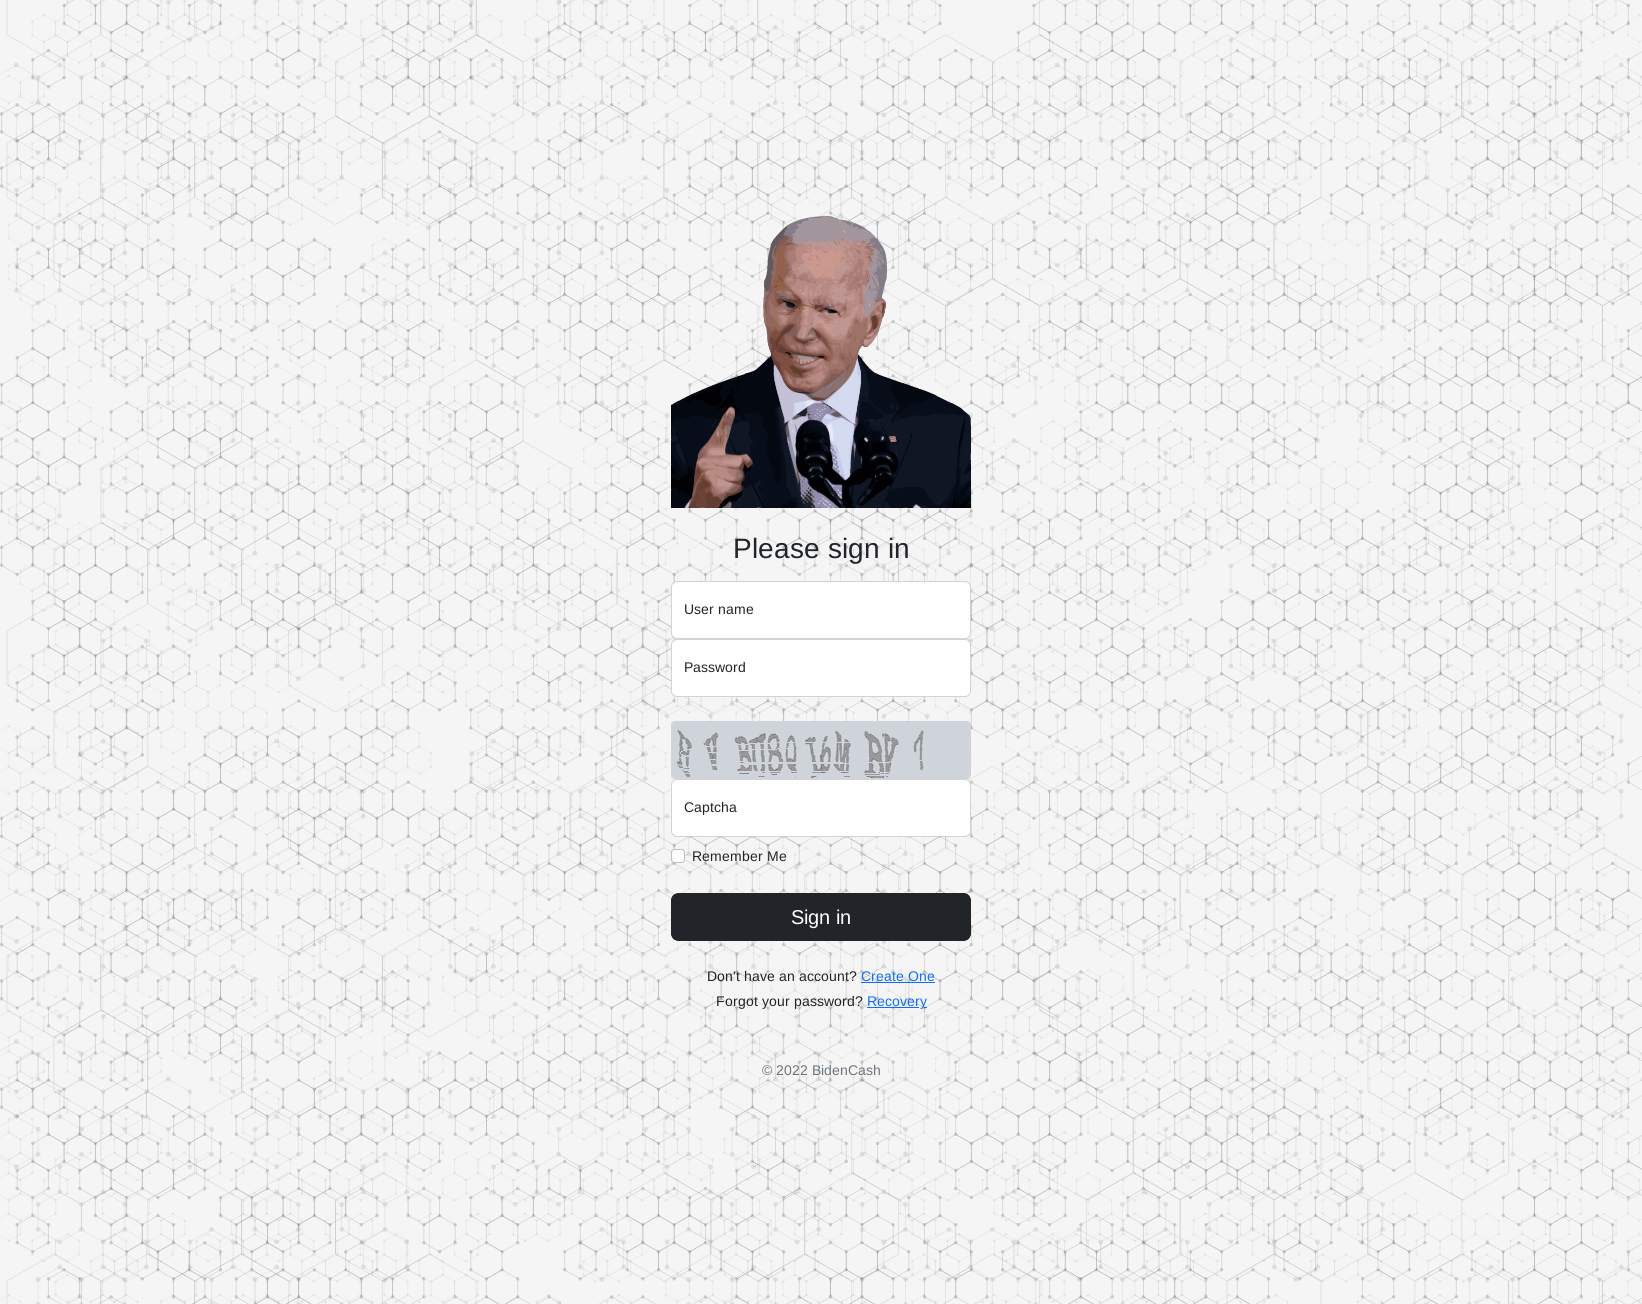 Please sign in
User name
Password
Captcha
Remember Me
Sign in
Don't have an account? Create One
Forgot your password? Recovery
© 2022 BidenCash